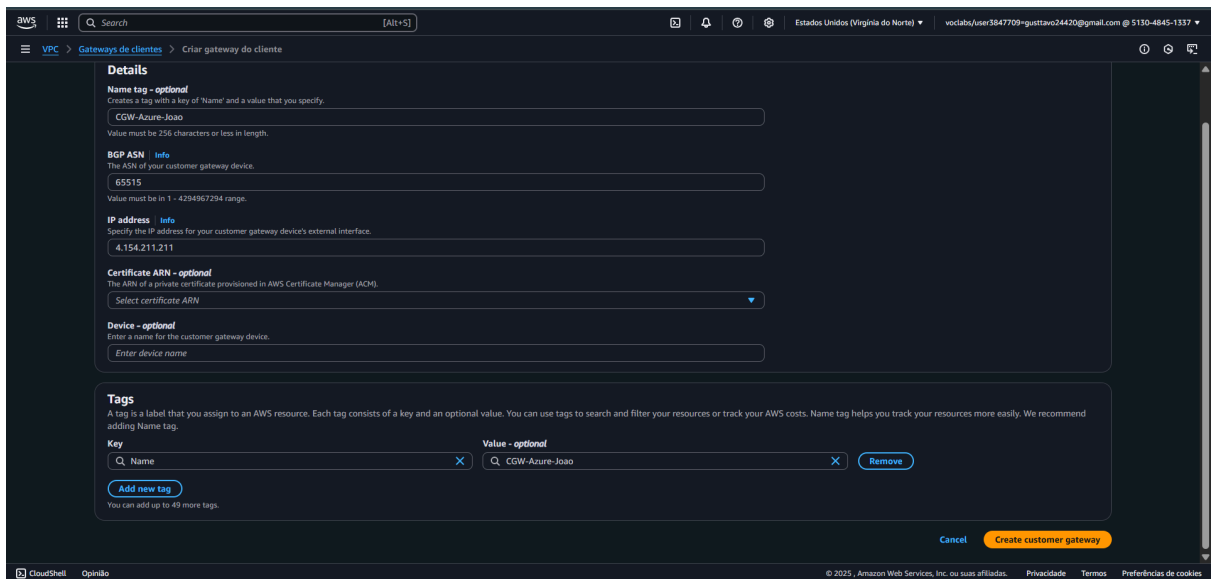 aws
Search [Alt+S]
Estados Unidos (Virgínia do Norte) ▼
voclabs/user3847709=gusttavo24420@gmail.com @ 5130-4845-1337 ▼
VPC > Gateways de clientes > Criar gateway do cliente
Details
Name tag - optional
Creates a tag with a key of 'Name' and a value that you specify.
CGW-Azure-Joao
Value must be 256 characters or less in length.
BGP ASN Info
The ASN of your customer gateway device.
65515
Value must be in 1 - 4294967294 range.
IP address Info
Specify the IP address for your customer gateway device's external interface.
4.154.211.211
Certificate ARN - optional
The ARN of a private certificate provisioned in AWS Certificate Manager (ACM).
Select certificate ARN
Device - optional
Enter a name for the customer gateway device.
Enter device name
Tags
A tag is a label that you assign to an AWS resource. Each tag consists of a key and an optional value. You can use tags to search and filter your resources or track your AWS costs. Name tag helps you track your resources more easily. We recommend
adding Name tag.
Key Value - optional
Name CGW-Azure-Joao Remove
Add new tag
You can add up to 49 more tags.
Cancel Create customer gateway
CloudShell Opinião © 2025 , Amazon Web Services, Inc. ou suas afiliadas. Privacidade Termos Preferências de cookies